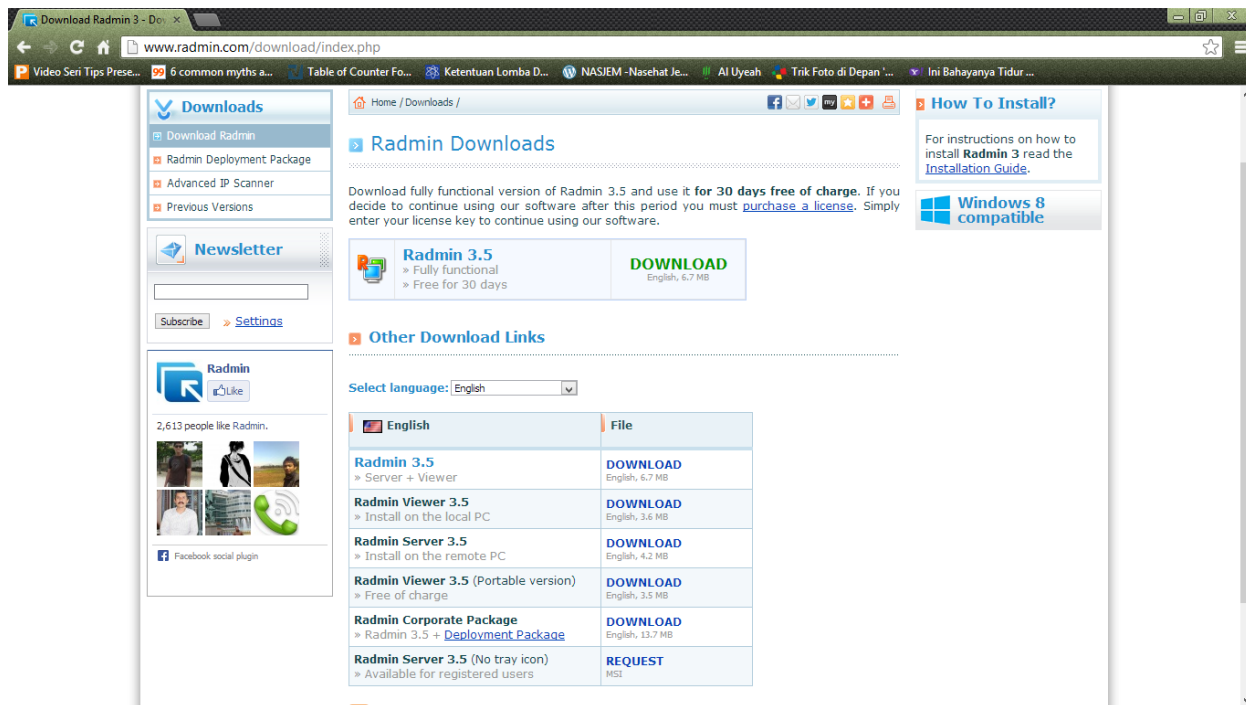 Download Radmin 3 - Dov
www.radmin.com/download/index.php
Video Seri Tips Prese...
6 common myths a...
Table of Counter Fo...
Ketentuan Lomba D...
NASJEM -Nasehat Je...
Al Uyeah
Trik Foto di Depan '...
Ini Bahayanya Tidur ...
Downloads
Download Radmin
Radmin Deployment Package
Advanced IP Scanner
Previous Versions
Newsletter
Subscribe
» Settings
Radmin
Like
2,613 people like Radmin.
Facebook social plugin
Home / Downloads /
my
Radmin Downloads
Download fully functional version of Radmin 3.5 and use it for 30 days free of charge. If you
decide to continue using our software after this period you must purchase a license. Simply
enter your license key to continue using our software.
Radmin 3.5
» Fully functional
» Free for 30 days
DOWNLOAD
English, 6.7 MB
Other Download Links
Select language: English
English
File
Radmin 3.5
» Server + Viewer
DOWNLOAD
English, 6.7 MB
Radmin Viewer 3.5
» Install on the local PC
DOWNLOAD
English, 3.6 MB
Radmin Server 3.5
» Install on the remote PC
DOWNLOAD
English, 4.2 MB
Radmin Viewer 3.5 (Portable version)
» Free of charge
DOWNLOAD
English, 3.5 MB
Radmin Corporate Package
» Radmin 3.5 + Deployment Package
DOWNLOAD
English, 13.7 MB
Radmin Server 3.5 (No tray icon)
» Available for registered users
REQUEST
MSI
How To Install?
For instructions on how to
install Radmin 3 read the
Installation Guide.
Windows 8
compatible